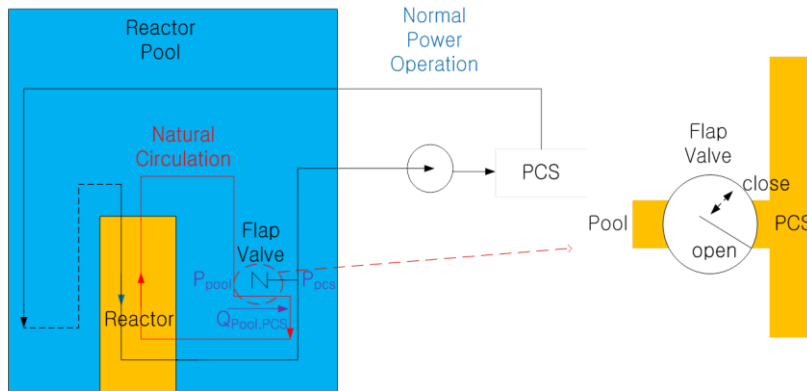 Reactor
Pool
Normal
Power
Operation
Natural
Circulation
PCS
Flap
Valve
close
Flap
Valve
Pool
PCS
open
P_pool
P_pcs
Q_Pool.PCS
Reactor